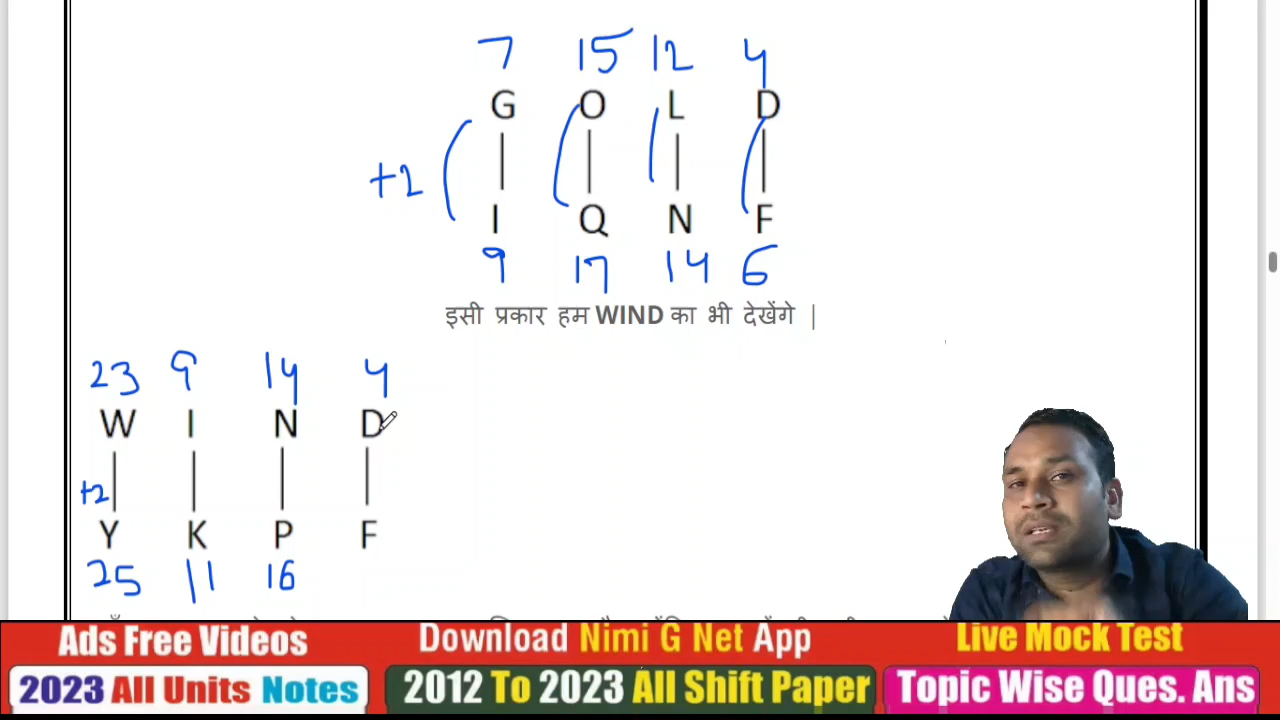 7 15 12 4
G O L D
+2
I Q N F
9 17 14 6
इसी प्रकार हम WIND का भी देखेंगे |
23 9 14 4
W I N D
+2
Y K P F
25 11 16
Ads Free Videos
Download Nimi G Net App
Live Mock Test
2023 All Units Notes
2012 To 2023 All Shift Paper
Topic Wise Ques. Ans